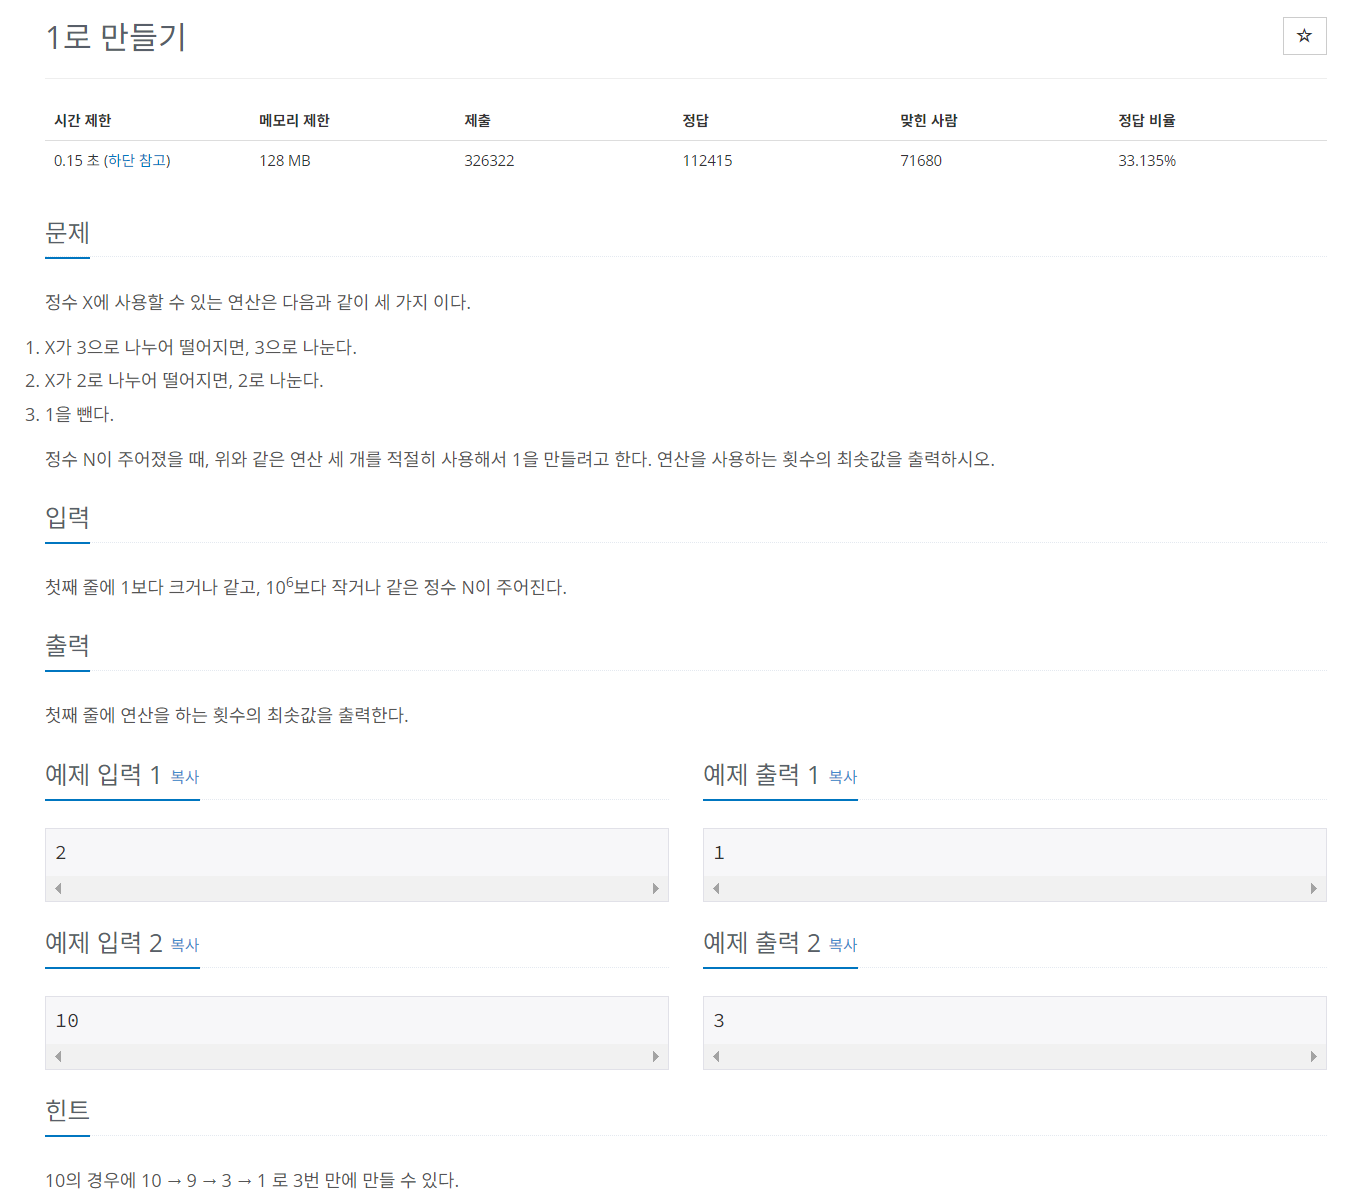 1로 만들기
☆
시간 제한 메모리 제한 제출 정답 맞힌 사람 정답 비율
0.15 초 (하단 참고) 128 MB 326322 112415 71680 33.135%
문제
정수 X에 사용할 수 있는 연산은 다음과 같이 세 가지 이다.
1. X가 3으로 나누어 떨어지면, 3으로 나눈다.
2. X가 2로 나누어 떨어지면, 2로 나눈다.
3. 1을 뺀다.
정수 N이 주어졌을 때, 위와 같은 연산 세 개를 적절히 사용해서 1을 만들려고 한다. 연산을 사용하는 횟수의 최솟값을 출력하시오.
입력
첫째 줄에 1보다 크거나 같고, 10⁶보다 작거나 같은 정수 N이 주어진다.
출력
첫째 줄에 연산을 하는 횟수의 최솟값을 출력한다.
예제 입력 1 복사
2
예제 출력 1 복사
1
예제 입력 2 복사
10
예제 출력 2 복사
3
힌트
10의 경우에 10 → 9 → 3 → 1 로 3번 만에 만들 수 있다.